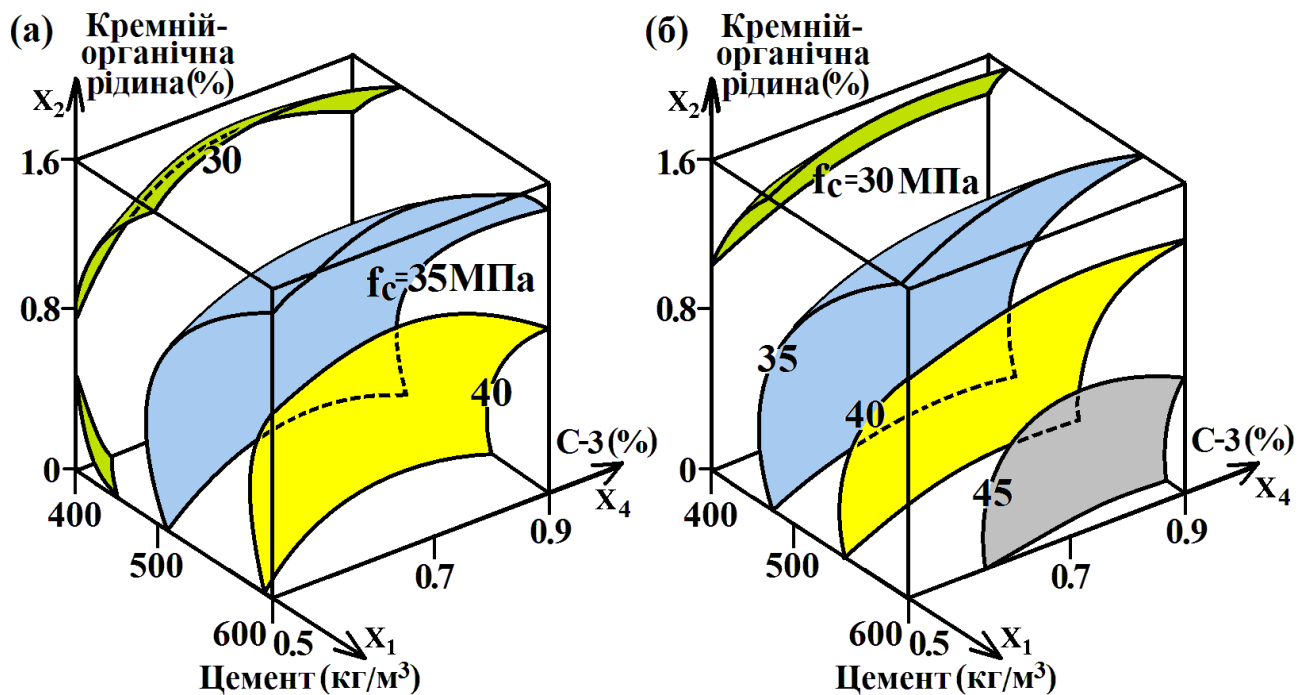 (а)
Кремній-
органічна
рідина(%)
X2
1.6
0.8
0
400
500
600
0.5
0.7
0.9
30
fc=35МПа
40
С-3(%)
X4
X1
Цемент(кг/м³)
(б)
Кремній-
органічна
рідина(%)
X2
1.6
0.8
0
400
500
600
0.5
0.7
0.9
fc=30 МПа
35
40
45
С-3(%)
X4
X1
Цемент(кг/м³)